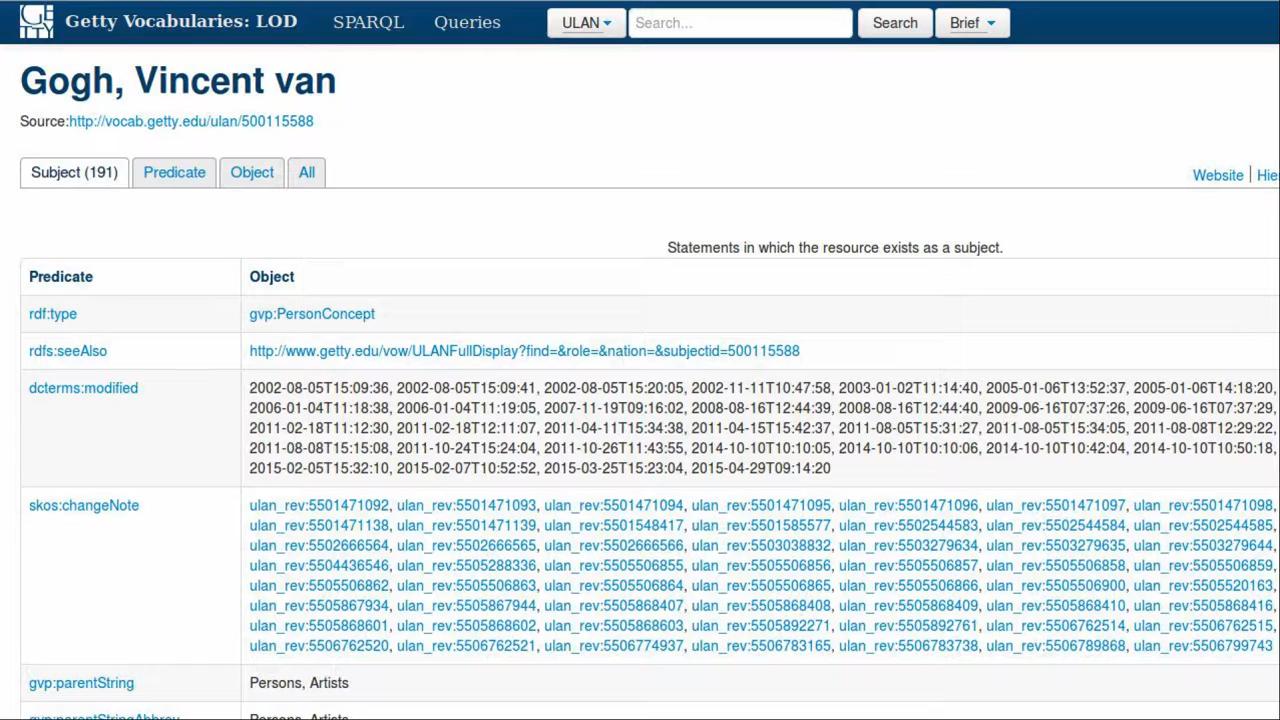 Getty Vocabularies: LOD SPARQL Queries ULAN Search... Search Brief
Gogh, Vincent van
Source:http://vocab.getty.edu/ulan/500115588
Subject (191) Predicate Object All Website | Hie
Statements in which the resource exists as a subject.
Predicate Object
rdf:type gvp:PersonConcept
rdfs:seeAlso http://www.getty.edu/vow/ULANFullDisplay?find=&role=&nation=&subjectid=500115588
dcterms:modified 2002-08-05T15:09:36, 2002-08-05T15:09:41, 2002-08-05T15:20:05, 2002-11-11T10:47:58, 2003-01-02T11:14:40, 2005-01-06T13:52:37, 2005-01-06T14:18:20,
2006-01-04T11:18:38, 2006-01-04T11:19:05, 2007-11-19T09:16:02, 2008-08-16T12:44:39, 2008-08-16T12:44:40, 2009-06-16T07:37:26, 2009-06-16T07:37:29,
2011-02-18T11:12:30, 2011-02-18T12:11:07, 2011-04-11T15:34:38, 2011-04-15T15:42:37, 2011-08-05T15:31:27, 2011-08-05T15:34:05, 2011-08-08T12:29:22,
2011-08-08T15:15:08, 2011-10-24T15:24:04, 2011-10-26T11:43:55, 2014-10-10T10:10:05, 2014-10-10T10:10:06, 2014-10-10T10:42:04, 2014-10-10T10:50:18,
2015-02-05T15:32:10, 2015-02-07T10:52:52, 2015-03-25T15:23:04, 2015-04-29T09:14:20
skos:changeNote ulan_rev:5501471092, ulan_rev:5501471093, ulan_rev:5501471094, ulan_rev:5501471095, ulan_rev:5501471096, ulan_rev:5501471097, ulan_rev:5501471098,
ulan_rev:5501471138, ulan_rev:5501471139, ulan_rev:5501548417, ulan_rev:5501585577, ulan_rev:5502544583, ulan_rev:5502544584, ulan_rev:5502544585,
ulan_rev:5502666564, ulan_rev:5502666565, ulan_rev:5502666566, ulan_rev:5503038832, ulan_rev:5503279634, ulan_rev:5503279635, ulan_rev:5503279644,
ulan_rev:5504436546, ulan_rev:5505288336, ulan_rev:5505506855, ulan_rev:5505506856, ulan_rev:5505506857, ulan_rev:5505506858, ulan_rev:5505506859,
ulan_rev:5505506862, ulan_rev:5505506863, ulan_rev:5505506864, ulan_rev:5505506865, ulan_rev:5505506866, ulan_rev:5505506900, ulan_rev:5505520163,
ulan_rev:5505867934, ulan_rev:5505867944, ulan_rev:5505868407, ulan_rev:5505868408, ulan_rev:5505868409, ulan_rev:5505868410, ulan_rev:5505868416,
ulan_rev:5505868601, ulan_rev:5505868602, ulan_rev:5505868603, ulan_rev:5505892271, ulan_rev:5505892761, ulan_rev:5506762514, ulan_rev:5506762515,
ulan_rev:5506762520, ulan_rev:5506762521, ulan_rev:5506774937, ulan_rev:5506783165, ulan_rev:5506783738, ulan_rev:5506789868, ulan_rev:5506799743
gvp:parentString Persons, Artists
gvp:parentStringAbbrev Persons, Artists